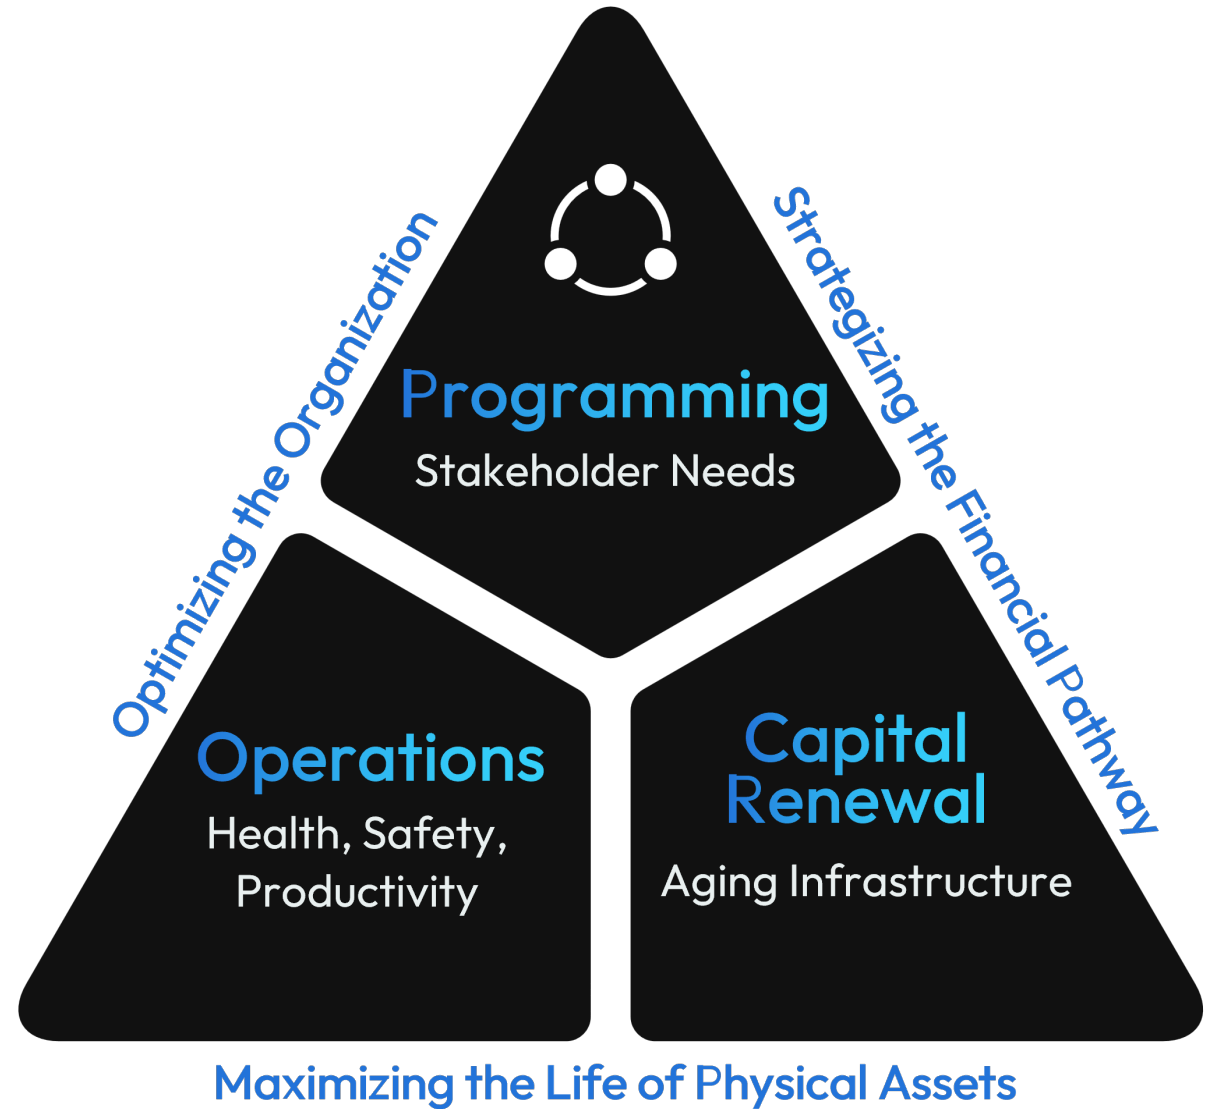 Optimizing the Organization
Strategizing the Financial Pathway
Programming
Stakeholder Needs
Operations
Health, Safety,
Productivity
Capital
Renewal
Aging Infrastructure
Maximizing the Life of Physical Assets